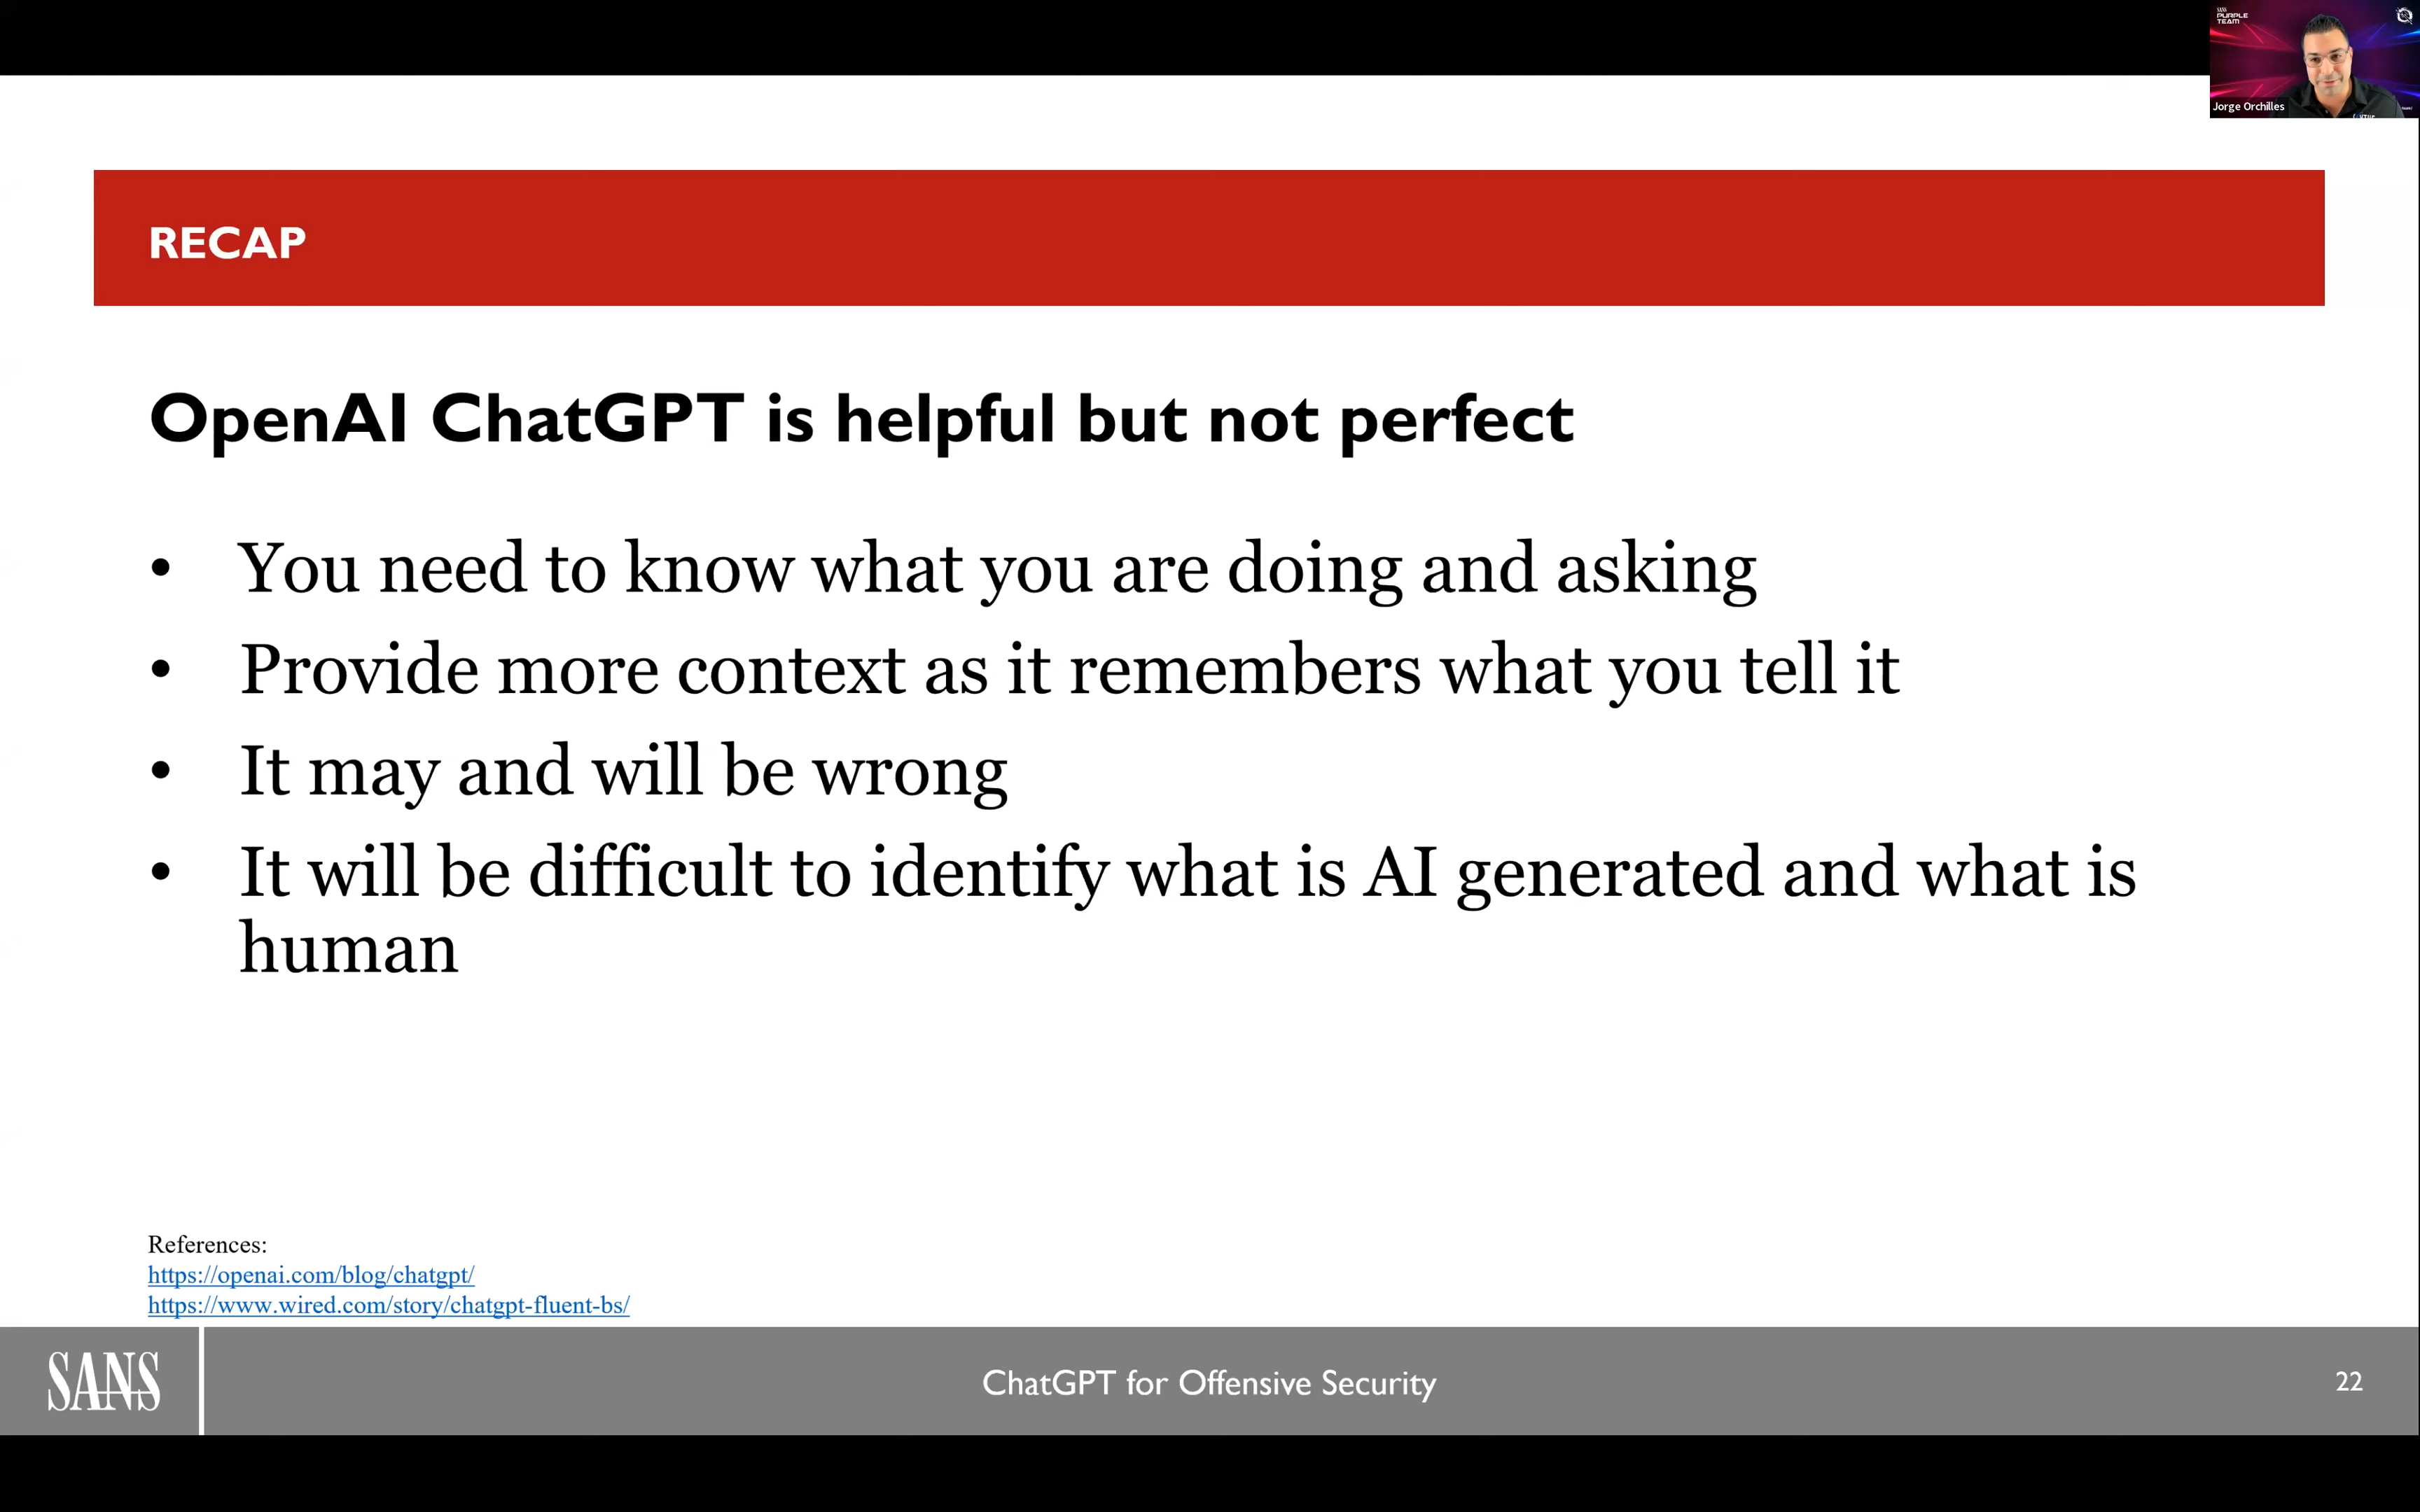 SANS
PURPLE
TEAM
Jorge Orchilles
RECAP
OpenAI ChatGPT is helpful but not perfect
• You need to know what you are doing and asking
• Provide more context as it remembers what you tell it
• It may and will be wrong
• It will be difficult to identify what is AI generated and what is
human
References:
https://openai.com/blog/chatgpt/
https://www.wired.com/story/chatgpt-fluent-bs/
SANS
ChatGPT for Offensive Security
22